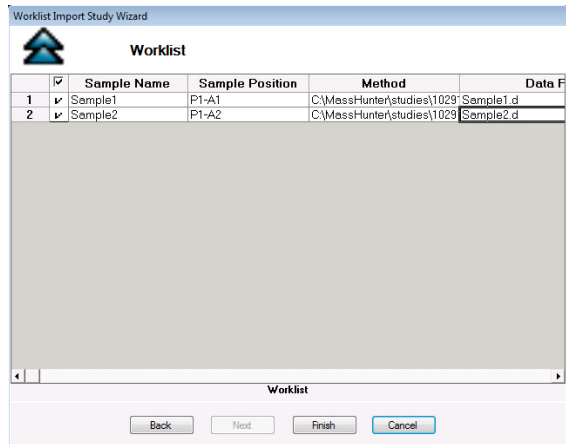 Worklist Import Study Wizard
Worklist
Sample Name Sample Position Method Data F
1 Sample1 P1-A1 C:\MassHunter\studies\1029 Sample1.d
2 Sample2 P1-A2 C:\MassHunter\studies\1029 Sample2.d
Worklist
Back Next Finish Cancel